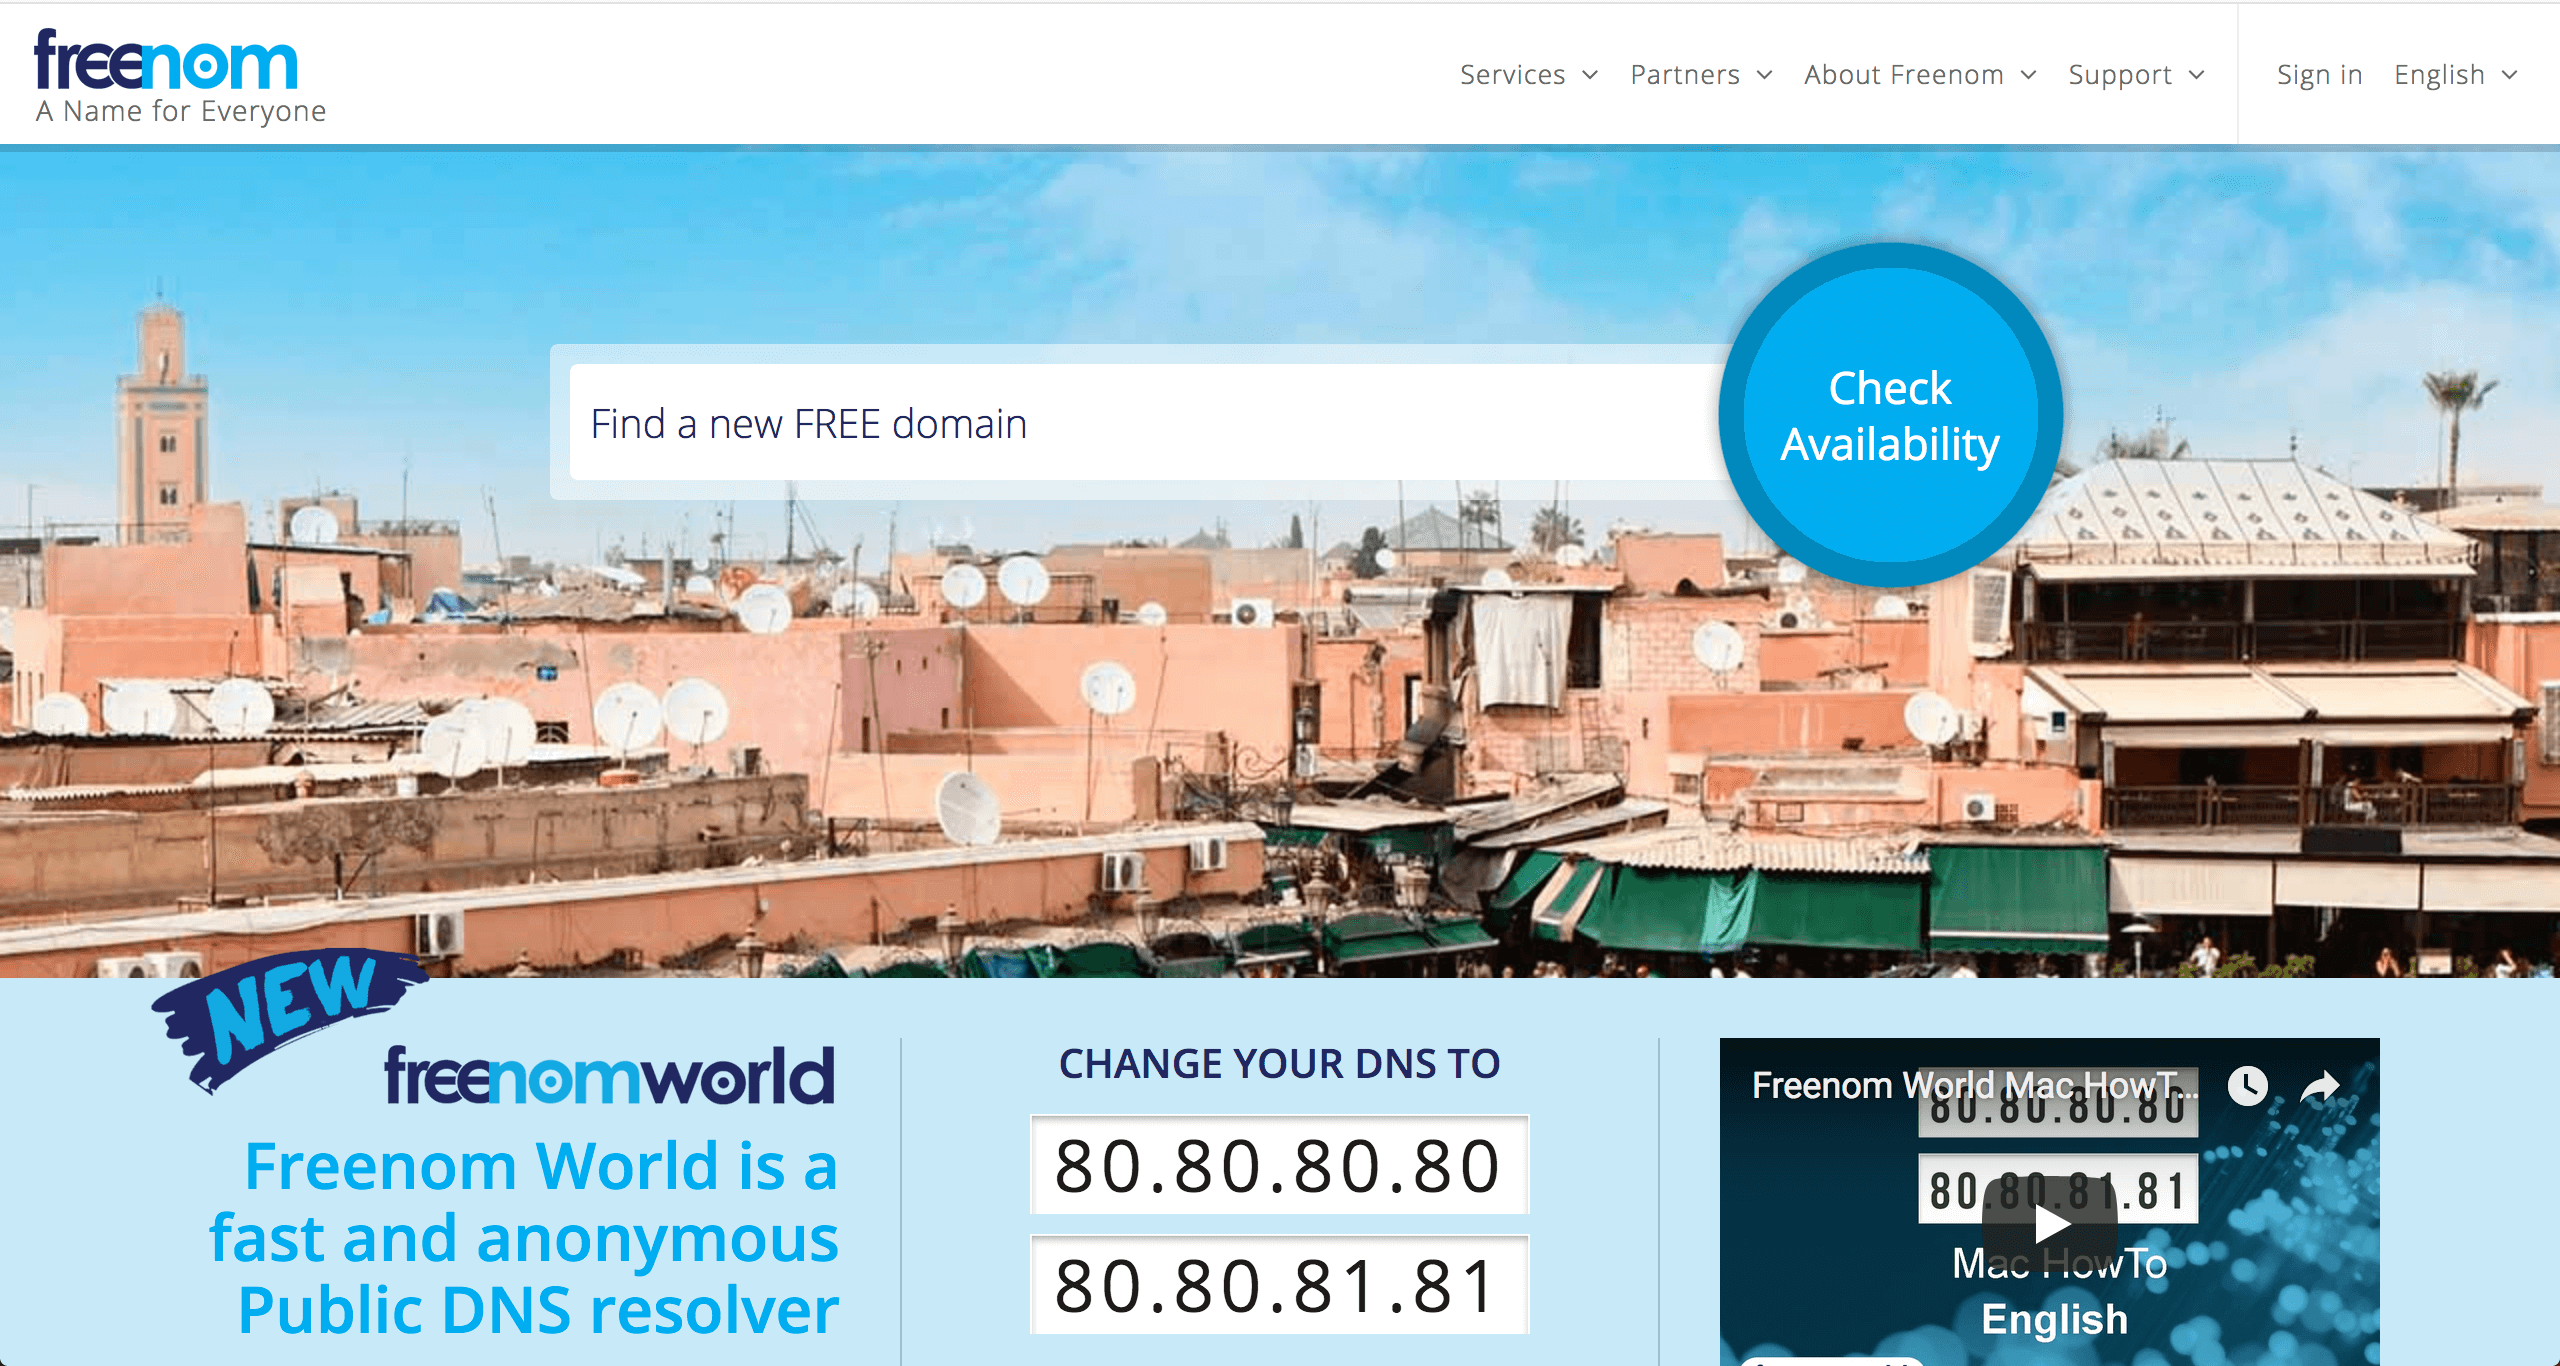 freenom
A Name for Everyone
Services
Partners
About Freenom
Support
Sign in
English
Find a new FREE domain
Check
Availability
NEW
freenomworld
Freenom World is a
fast and anonymous
Public DNS resolver
CHANGE YOUR DNS TO
80.80.80.80
80.80.81.81
Freenom World Mac HowT...
80.80.80.80
80.80.81.81
Mac HowTo
English